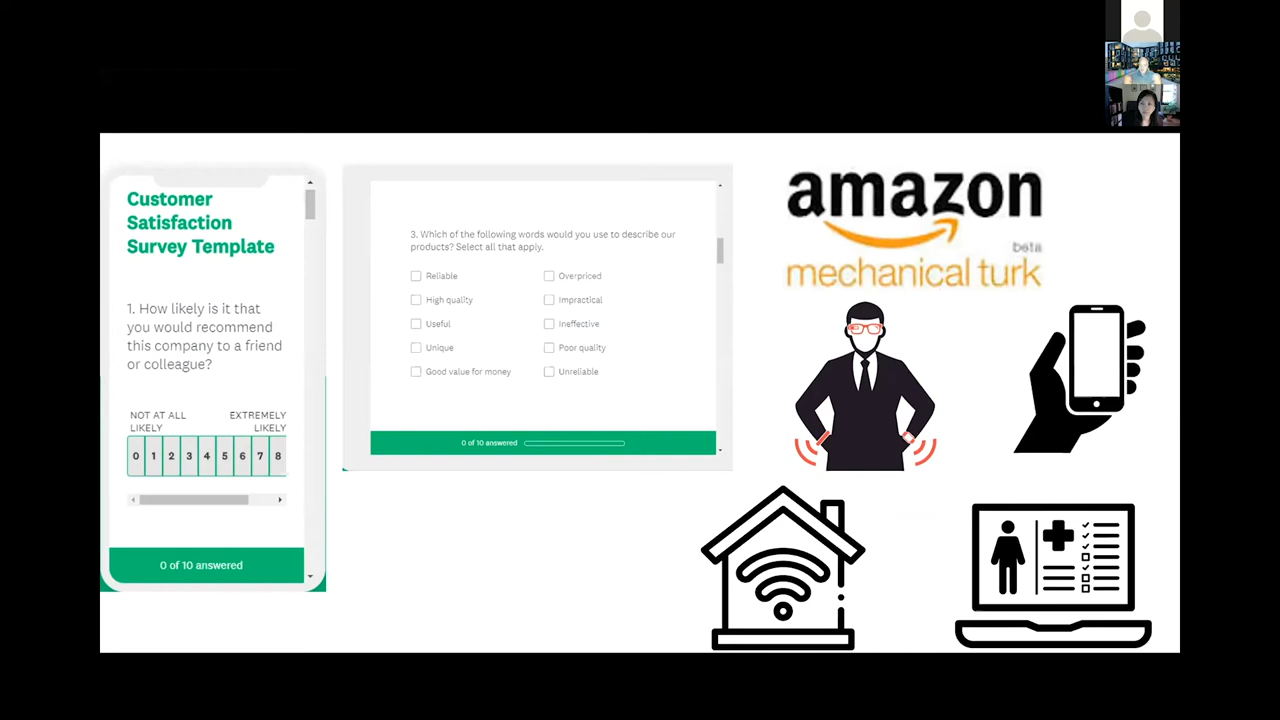 Customer
Satisfaction
Survey Template
1. How likely is it that
you would recommend
this company to a friend
or colleague?
NOT AT ALL
LIKELY
EXTREMELY
LIKELY
0 1 2 3 4 5 6 7 8
0 of 10 answered
3. Which of the following words would you use to describe our
products? Select all that apply.
Reliable
Overpriced
High quality
Impractical
Useful
Ineffective
Unique
Poor quality
Good value for money
Unreliable
0 of 10 answered
amazon
beta
mechanical turk